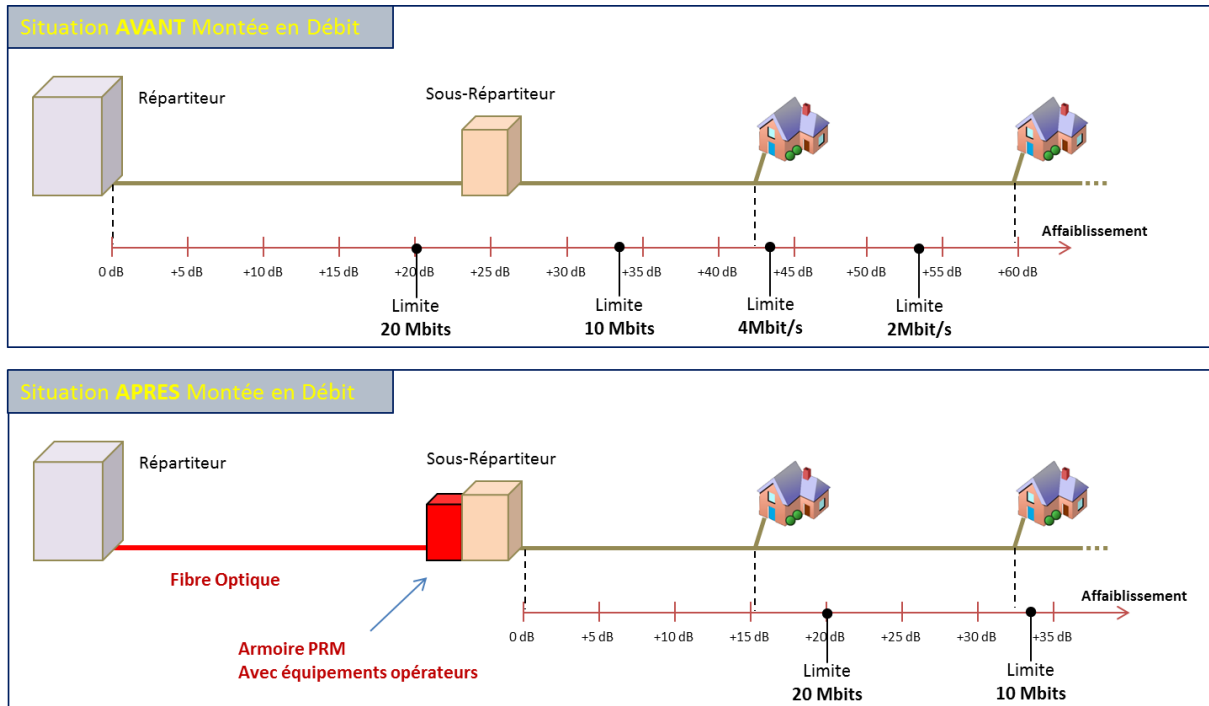 Situation AVANT Montée en Débit
Répartiteur
Sous-Répartiteur
Affaiblissement
0 dB
+5 dB
+10 dB
+15 dB
+20 dB
+25 dB
+30 dB
+35 dB
+40 dB
+45 dB
+50 dB
+55 dB
+60 dB
Limite
20 Mbits
Limite
10 Mbits
Limite
4Mbit/s
Limite
2Mbit/s
Situation APRES Montée en Débit
Répartiteur
Sous-Répartiteur
Fibre Optique
Affaiblissement
0 dB
+5 dB
+10 dB
+15 dB
+20 dB
+25 dB
+30 dB
+35 dB
Armoire PRM
Avec équipements opérateurs
Limite
20 Mbits
Limite
10 Mbits